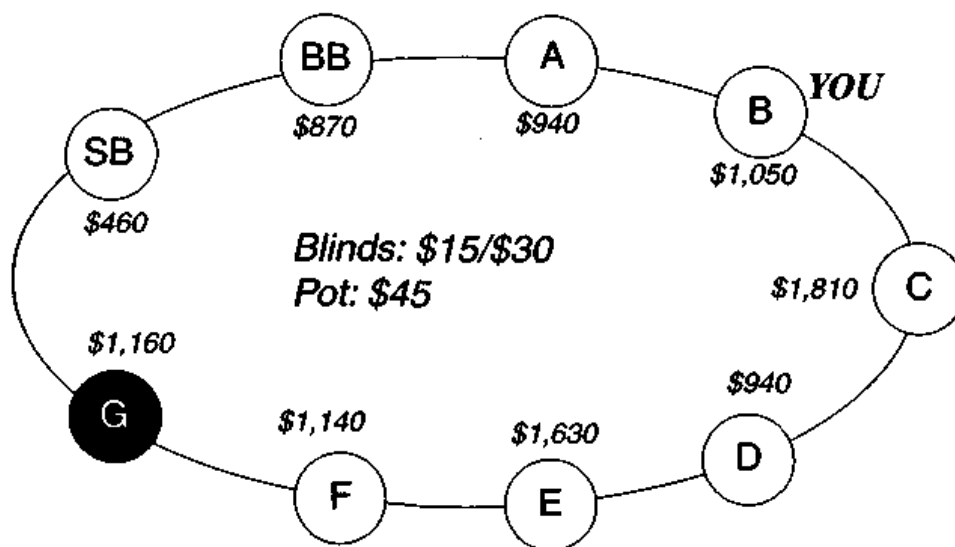 BB
A
B
YOU
SB
$870
$940
$1,050
$460
Blinds: $15/$30
Pot: $45
$1,810
C
$1,160
$940
G
$1,140
$1,630
D
F
E